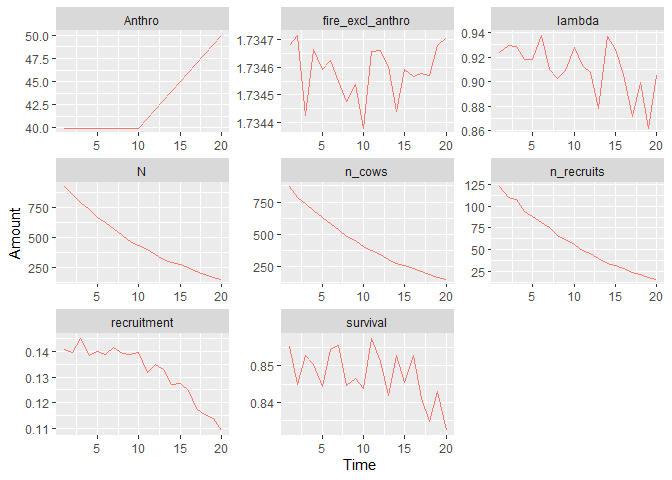 Anthro fire_excl_anthro lambda
50.0
47.5
45.0
42.5
40.0
5 10 15 20
1.7347
1.7346
1.7345
1.7344
5 10 15 20
0.94
0.92
0.90
0.88
0.86
5 10 15 20
N n_cows n_recruits
Amount
750
500
250
5 10 15 20
750
500
250
5 10 15 20
125
100
75
50
25
5 10 15 20
recruitment survival
0.14
0.13
0.12
0.11
5 10 15 20
0.85
0.84
5 10 15 20
Time